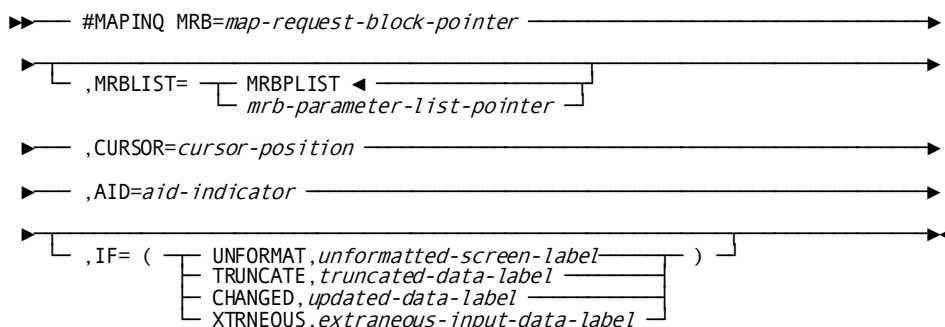 #MAPINQ MRB=map-request-block-pointer
,MRBLIST= MRBPLIST
mrb-parameter-list-pointer
,CURSOR=cursor-position
,AID=aid-indicator
,IF= ( UNFORMAT,unformatted-screen-label )
TRUNCATE,truncated-data-label
CHANGED,updated-data-label
XTRNEOUS,extraneous-input-data-label